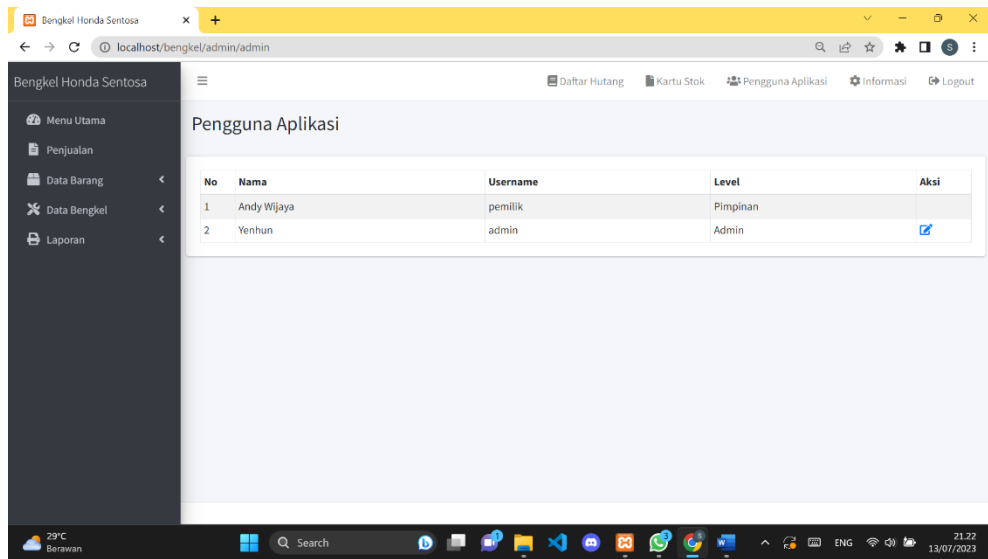 Bengkel Honda Sentosa
localhost/bengkel/admin/admin
S
Bengkel Honda Sentosa
Daftar Hutang Kartu Stok Pengguna Aplikasi Informasi Logout
Menu Utama
Penjualan
Data Barang
Data Bengkel
Laporan
Pengguna Aplikasi
No Nama Username Level Aksi
1 Andy Wijaya pemilik Pimpinan
2 Yenhun admin Admin
29°C
Berawan
Search
ENG
21.22
13/07/2023